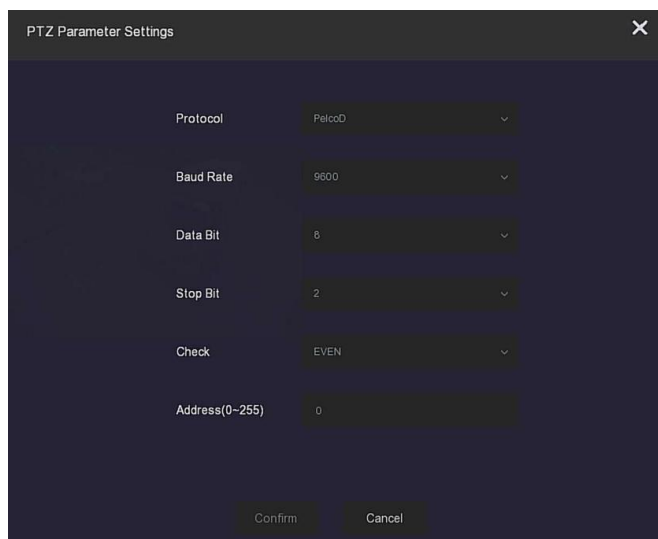 PTZ Parameter Settings
Protocol PelcoD
Baud Rate 9600
Data Bit 8
Stop Bit 2
Check EVEN
Address(0~255) 0
Confirm Cancel